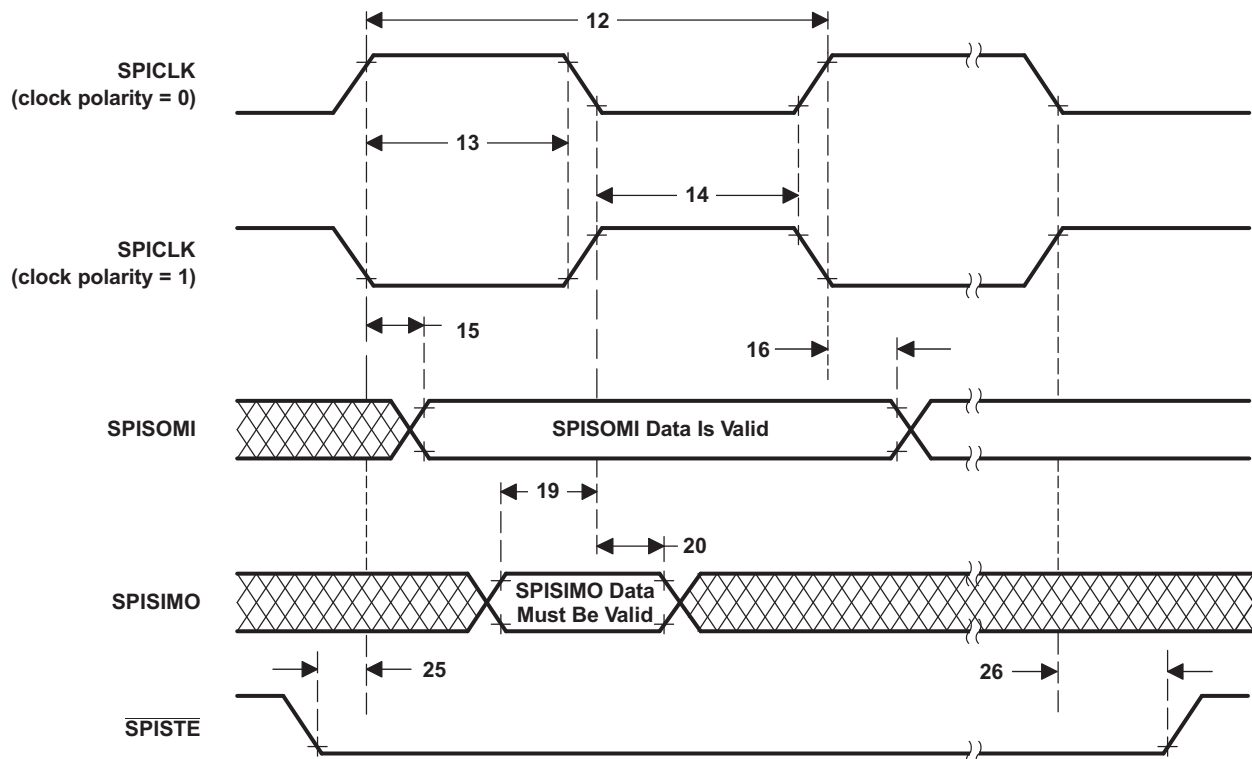 12
SPICLK
(clock polarity = 0)
13
14
SPICLK
(clock polarity = 1)
15
16
SPISOMI
SPISOMI Data Is Valid
19
20
SPISIMO
SPISIMO Data
Must Be Valid
25
26
SPISTE